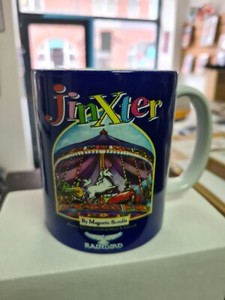 jinXter
By Magnetic Scrolls
RAINBIRD